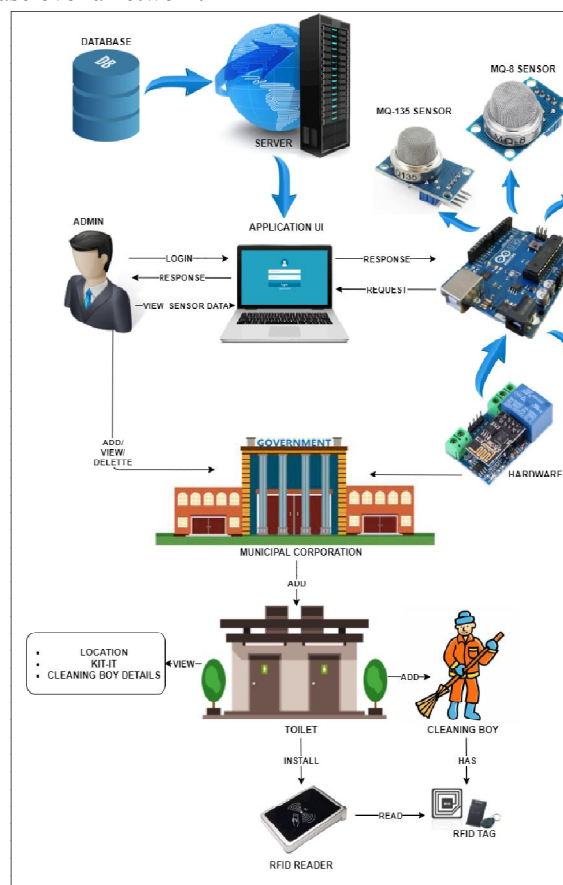 DATABASE
DB
SERVER
MQ-135 SENSOR
MQ-8 SENSOR
ADMIN
APPLICATION UI
LOGIN
RESPONSE
VIEW SENSOR DATA
RESPONSE
REQUEST
ADD/
VIEW/
DELETTE
HARDWARE
GOVERNMENT
MUNICIPAL CORPORATION
ADD
• LOCATION
• KIT-IT
• CLEANING BOY DETAILS
VIEW
ADD
TOILET
CLEANING BOY
INSTALL
HAS
READ
RFID READER
RFID TAG